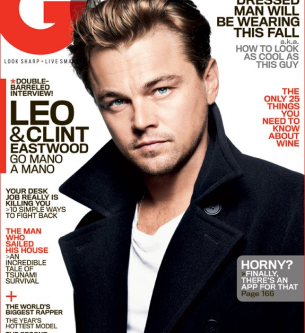 G
LOOK SHARP + LIVE SMA
DRESSED
MAN WILL
BE WEARING
THIS FALL
a.k.a.
HOW TO LOOK
AS COOL AS
THIS GUY
★DOUBLE-
BARRELED
INTERVIEW!
LEO
& CLINT
EASTWOOD
GO MANO
A MANO
THE
ONLY 25
THINGS
YOU
NEED TO
KNOW
ABOUT
WINE
YOUR DESK
JOB REALLY IS
KILLING YOU
>10 SIMPLE WAYS
TO FIGHT BACK
THE MAN
WHO
SAILED
HIS HOUSE
>AN
INCREDIBLE
TALE OF
TSUNAMI
SURVIVAL
+
THE WORLD'S
BIGGEST RAPPER
THE YEAR'S
HOTTEST MODEL
HORNY?
>FINALLY,
THERE'S AN
APP FOR THAT
Page 166